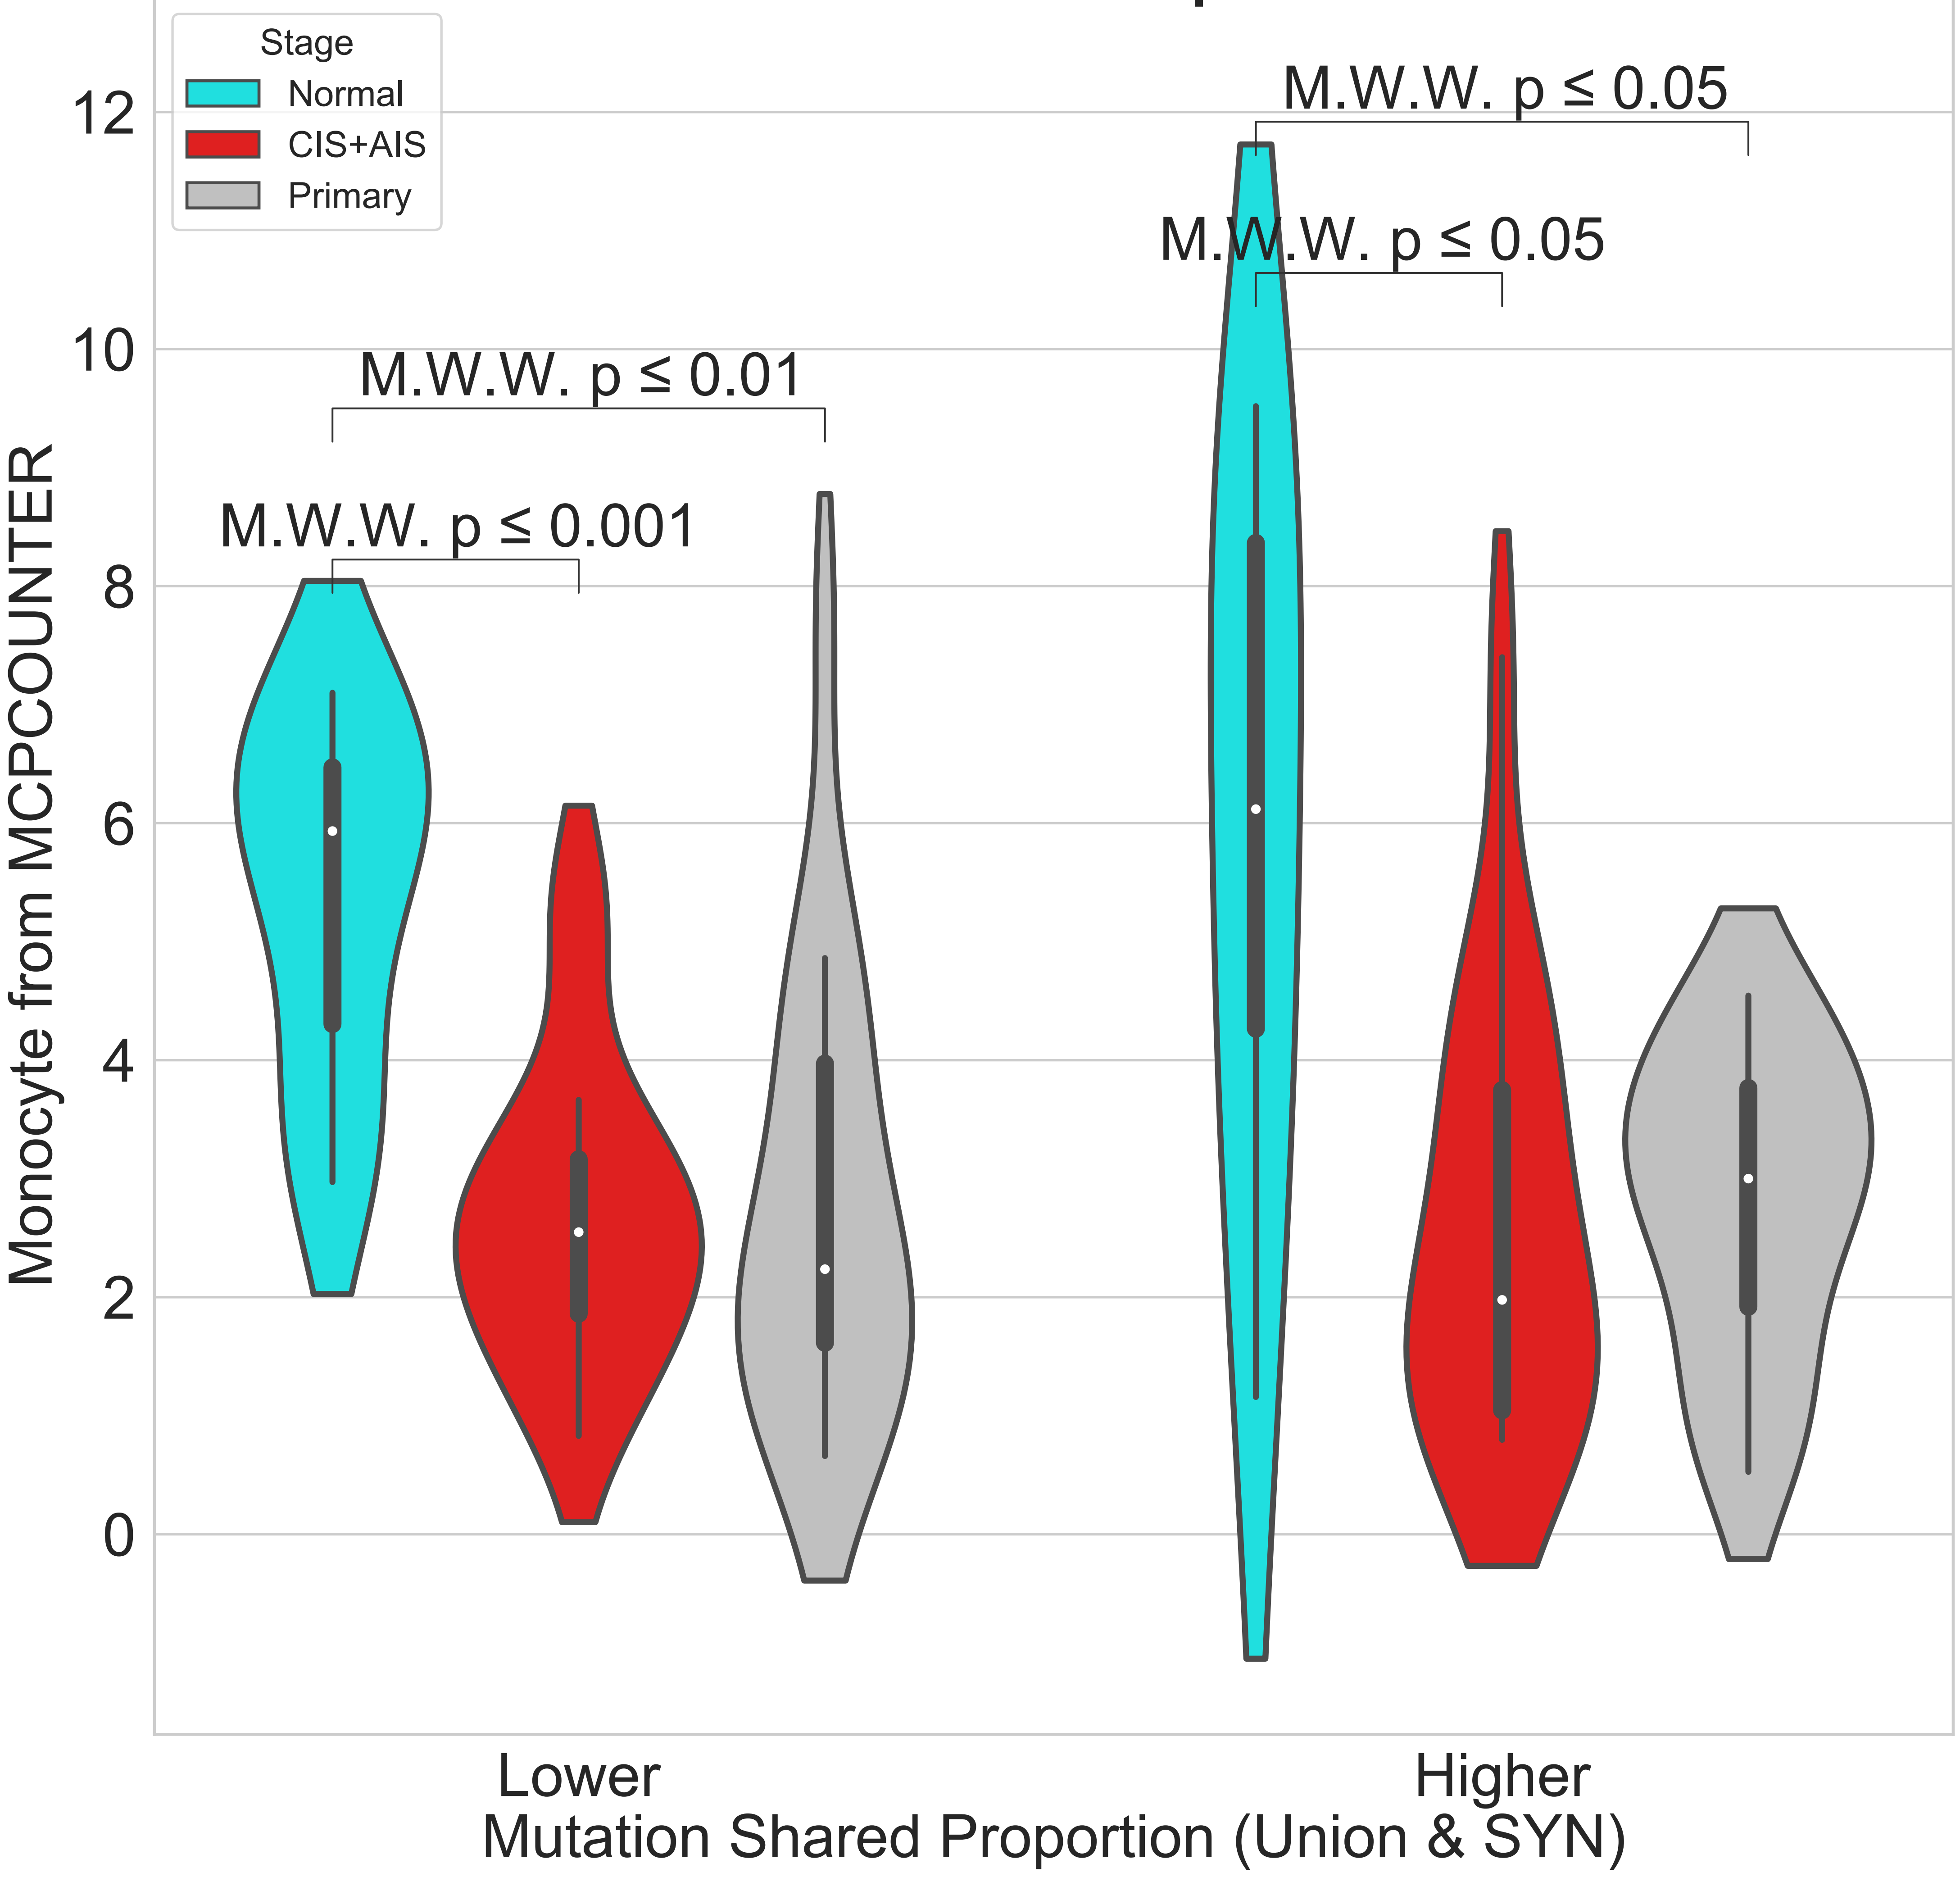 Stage
Normal
CIS+AIS
Primary
M.W.W. p ≤ 0.05
M.W.W. p ≤ 0.05
M.W.W. p ≤ 0.01
M.W.W. p ≤ 0.001
12
10
8
6
4
2
0
Monocyte from MCPCOUNTER
Lower
Higher
Mutation Shared Proportion (Union & SYN)